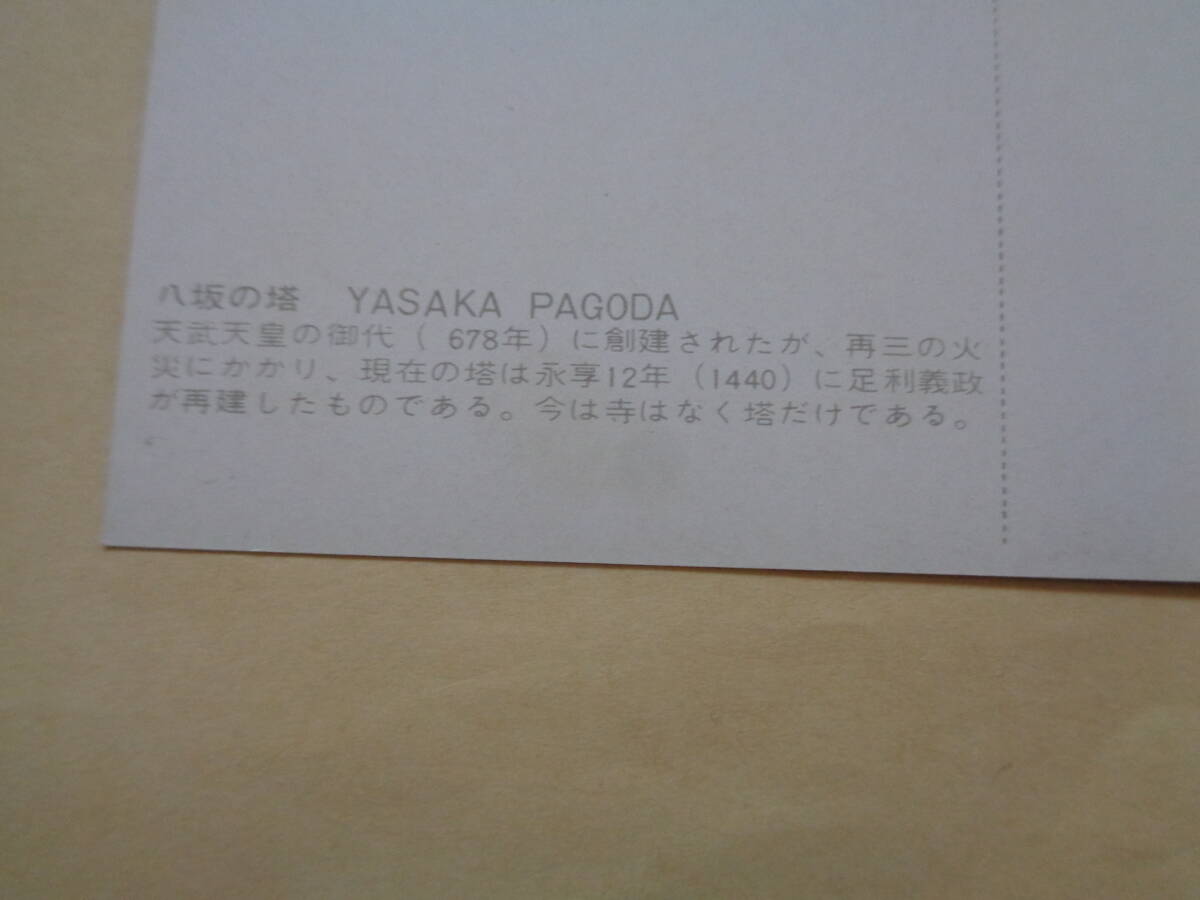 八坂の塔 YASAKA PAGODA
天武天皇の御代( 678年)に創建されたが、再三の火
災にかかり、現在の塔は永享12年(1440)に足利義政
が再建したものである。今は寺はなく塔だけである。